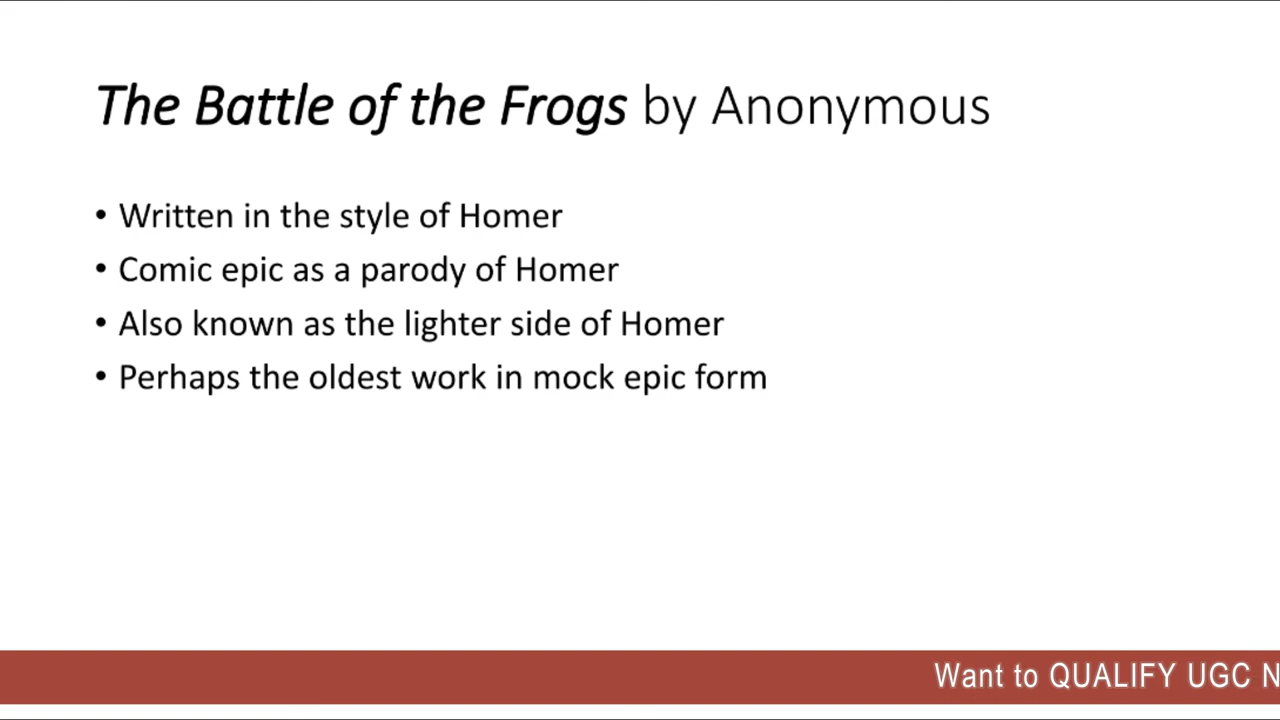 The Battle of the Frogs by Anonymous
• Written in the style of Homer
• Comic epic as a parody of Homer
• Also known as the lighter side of Homer
• Perhaps the oldest work in mock epic form
Want to QUALIFY UGC N